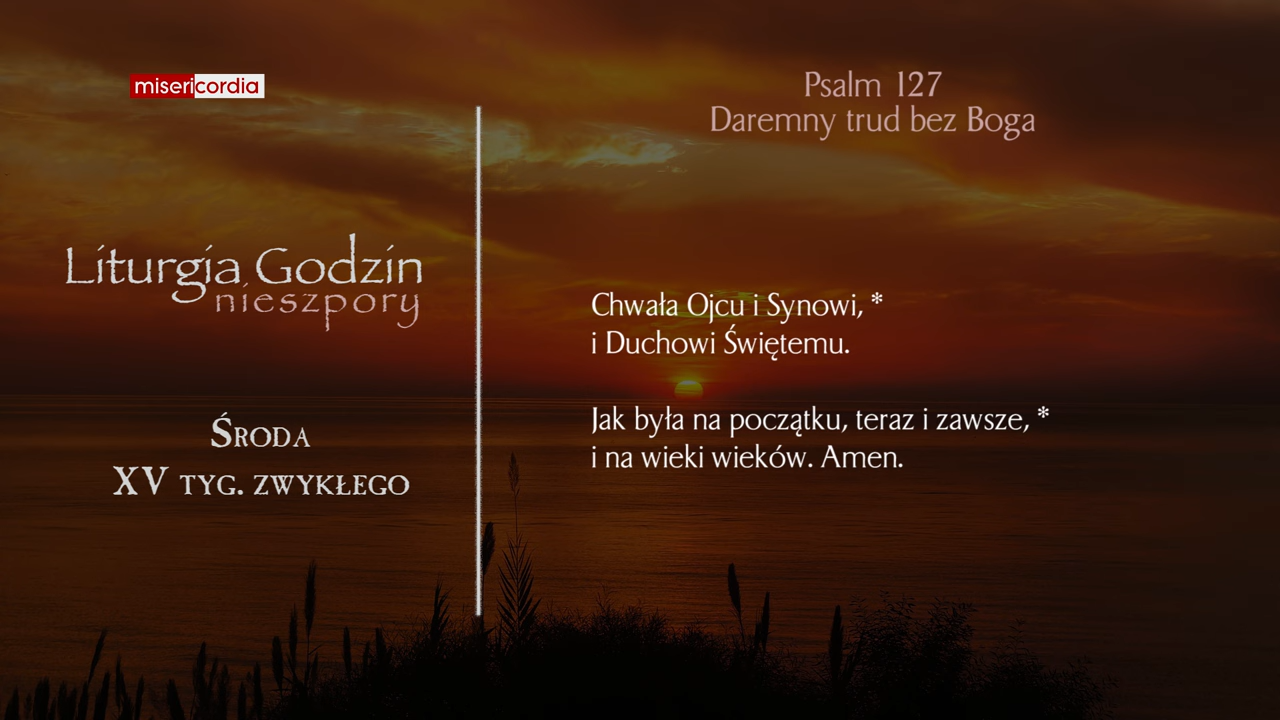 misericordia
Psalm 127
Daremny trud bez Boga
Liturgia Godzin
nieszpory
Środa
XV tyg. zwykłego
Chwała Ojcu i Synowi, *
i Duchowi Świętemu.
Jak była na początku, teraz i zawsze, *
i na wieki wieków. Amen.